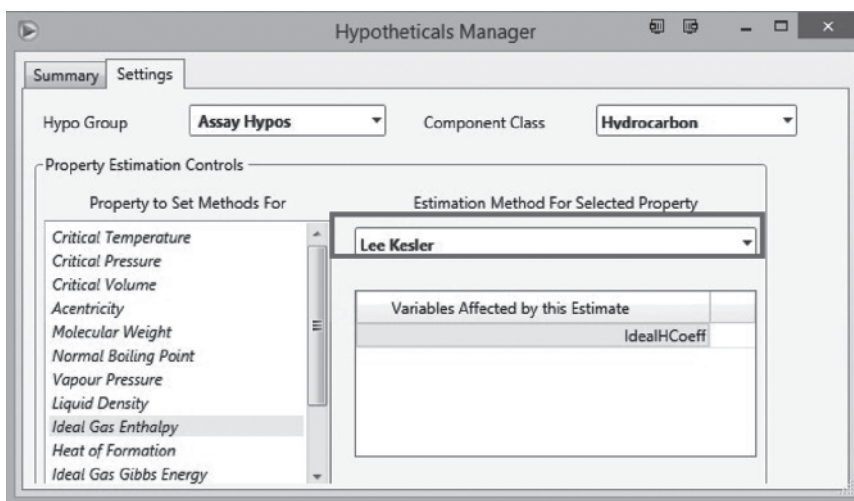 Hypotheticals Manager
Summary Settings
Hypo Group Assay Hypos Component Class Hydrocarbon
Property Estimation Controls
Property to Set Methods For Estimation Method For Selected Property
Critical Temperature
Lee Kesler
Critical Pressure
Critical Volume
Acentricity
Variables Affected by this Estimate
Molecular Weight
IdealHCoeff
Normal Boiling Point
Vapour Pressure
Liquid Density
Ideal Gas Enthalpy
Heat of Formation
Ideal Gas Gibbs Energy